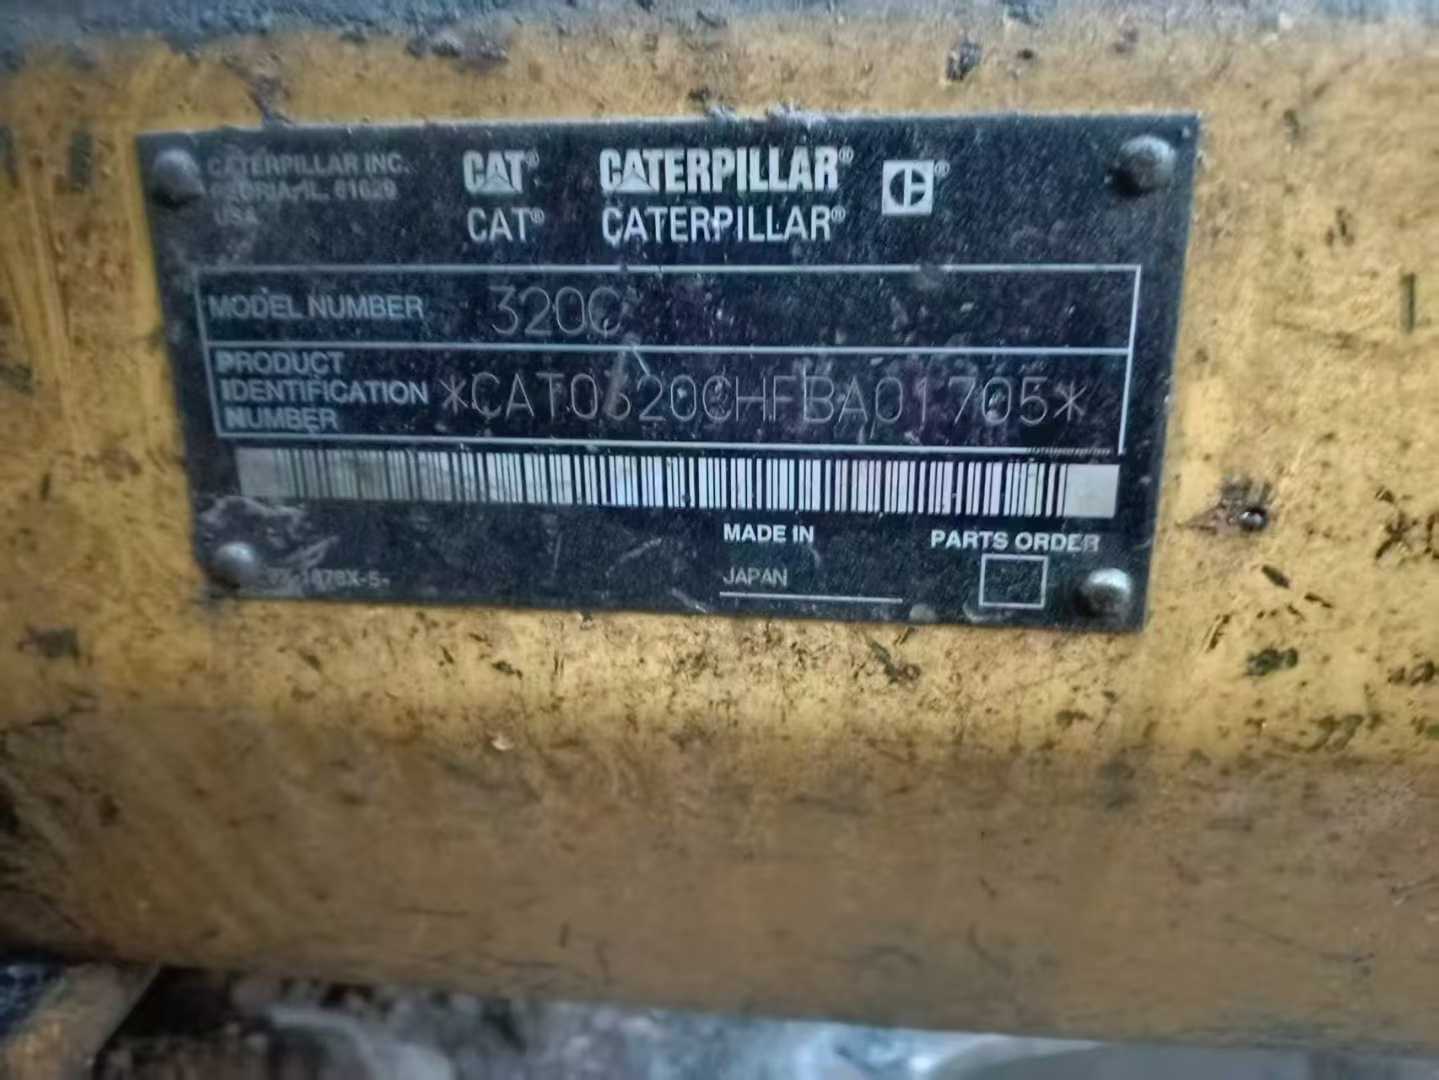 CATERPILLAR INC.
PEORIA, IL. 61629
USA
CAT® CATERPILLAR®
CAT® CATERPILLAR®
MODEL NUMBER 320C
PRODUCT
IDENTIFICATION
NUMBER
*CAT0320CHFBA01705*
MADE IN
JAPAN
PARTS ORDER